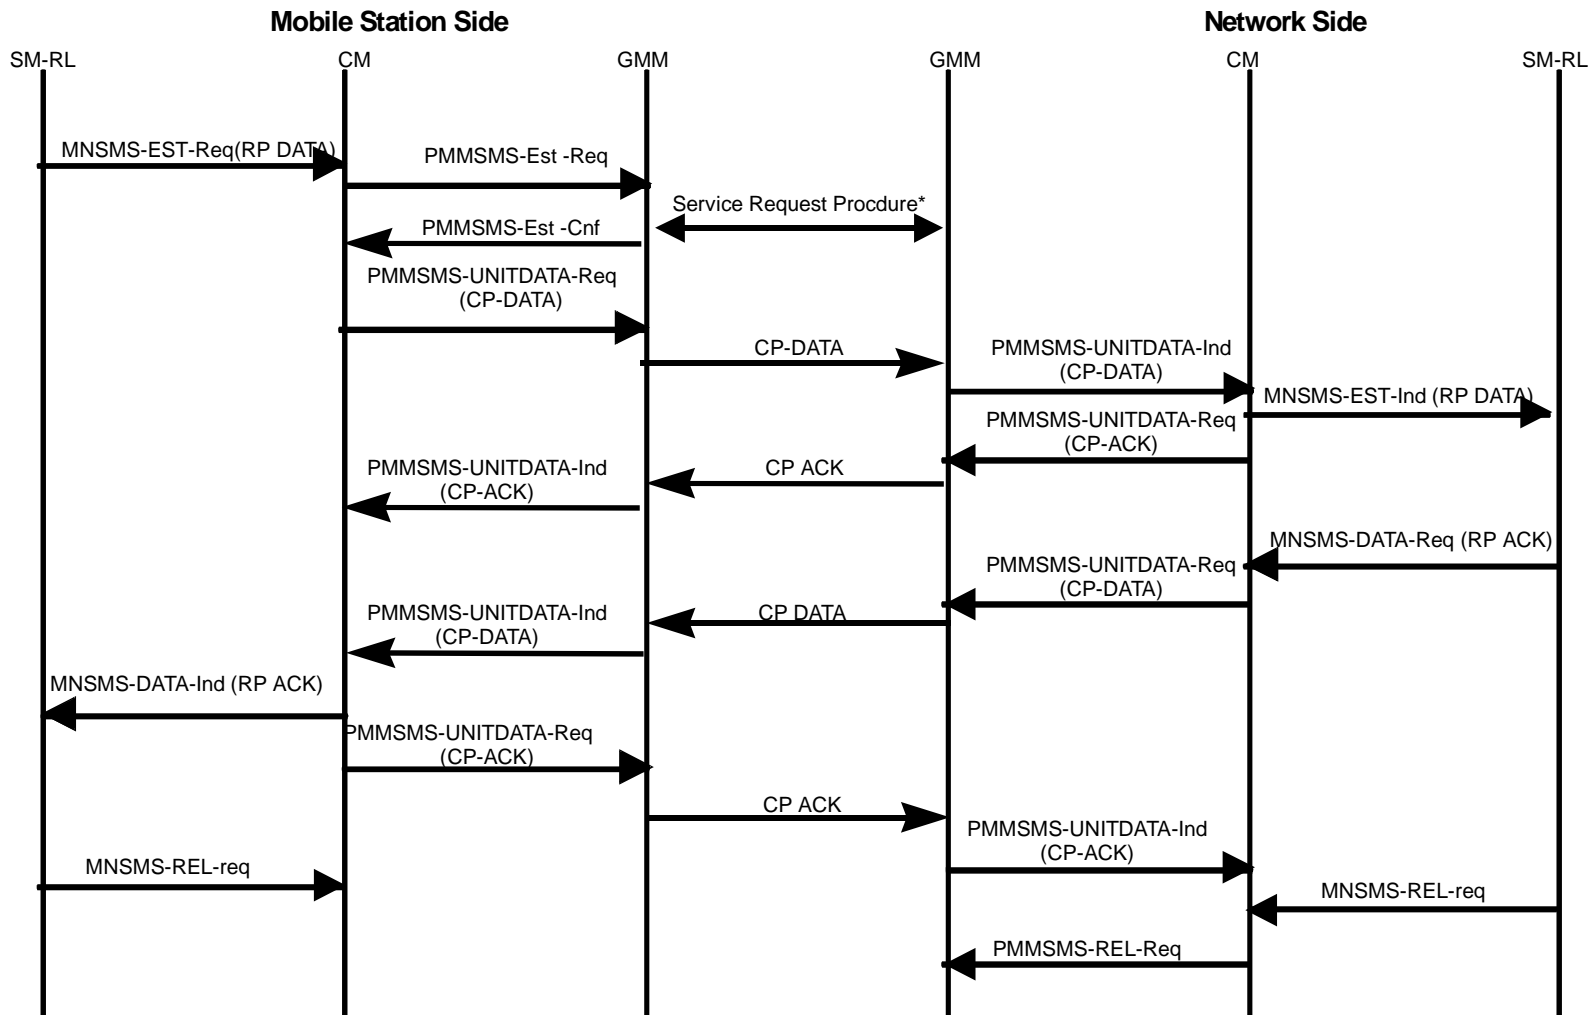 Mobile Station Side
Network Side
SM-RL
CM
GMM
GMM
CM
SM-RL
MNSMS-EST-Req(RP DATA)
PMMSMS-Est -Req
Service Request Procdure*
PMMSMS-Est -Cnf
PMMSMS-UNITDATA-Req
(CP-DATA)
CP-DATA
PMMSMS-UNITDATA-Ind
(CP-DATA)
MNSMS-EST-Ind (RP DATA)
PMMSMS-UNITDATA-Req
(CP-ACK)
CP ACK
PMMSMS-UNITDATA-Ind
(CP-ACK)
MNSMS-DATA-Req (RP ACK)
PMMSMS-UNITDATA-Req
(CP-DATA)
CP DATA
PMMSMS-UNITDATA-Ind
(CP-DATA)
MNSMS-DATA-Ind (RP ACK)
PMMSMS-UNITDATA-Req
(CP-ACK)
CP ACK
PMMSMS-UNITDATA-Ind
(CP-ACK)
MNSMS-REL-req
MNSMS-REL-req
PMMSMS-REL-Req